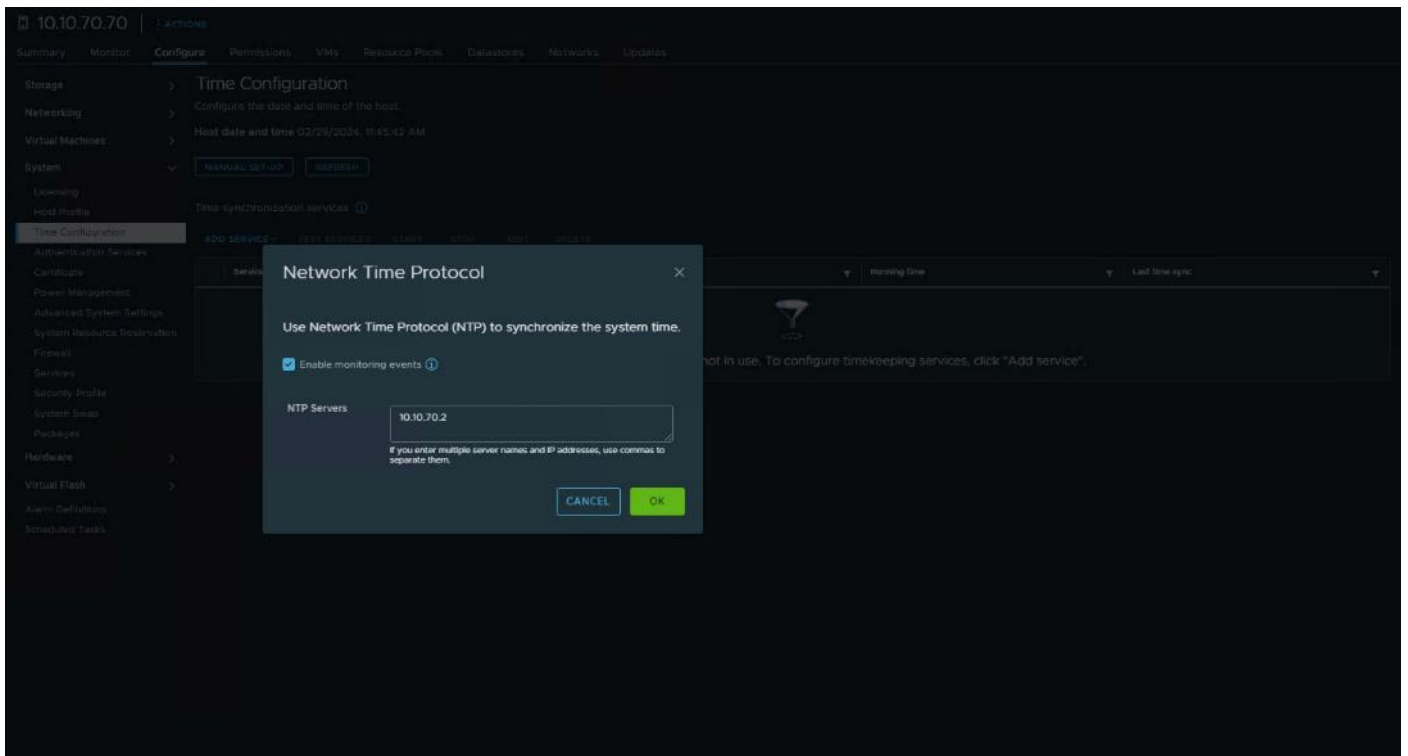 10.10.70.70 ACTIONS
Summary Monitor Configure Permissions VMs Resource Pools Datastores Networks Updates
Storage
Networking
Virtual Machines
System
Licensing
Host Profile
Time Configuration
Authentication Services
Certificate
Power Management
Advanced System Settings
System Resource Reservation
Firewall
Services
Security Profile
System Swap
Packages
Hardware
Virtual Flash
Alarm Definitions
Scheduled Tasks
Time Configuration
Configure the date and time of the host.
Host date and time 02/29/2024, 11:45:42 AM
MANUAL SET-UP REFRESH
Time synchronization services
ADD SERVICE TEST SERVICES START STOP EDIT DELETE
Running time Last time sync
not in use. To configure timekeeping services, click "Add service".
Network Time Protocol
Use Network Time Protocol (NTP) to synchronize the system time.
Enable monitoring events
NTP Servers
10.10.70.2
If you enter multiple server names and IP addresses, use commas to
separate them.
CANCEL OK